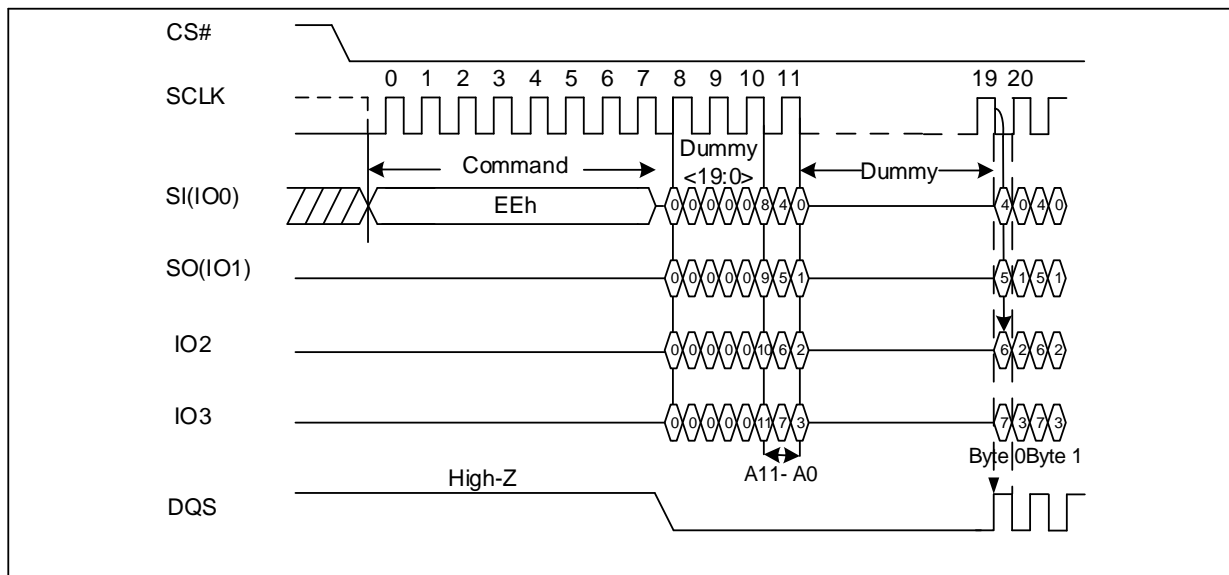 CS#
0 1 2 3 4 5 6 7 8 9 10 11 19 20
SCLK
Command
Dummy
<19:0>
Dummy
SI(IO0)
EEh
0 0 0 0 0 8 4 0 4 0 4 0
SO(IO1)
0 0 0 0 0 9 5 1 5 1 5 1
IO2
0 0 0 0 0 10 6 2 6 2 6 2
IO3
0 0 0 0 0 11 7 3 7 3 7 3
A11- A0
Byte 0 Byte 1
High-Z
DQS